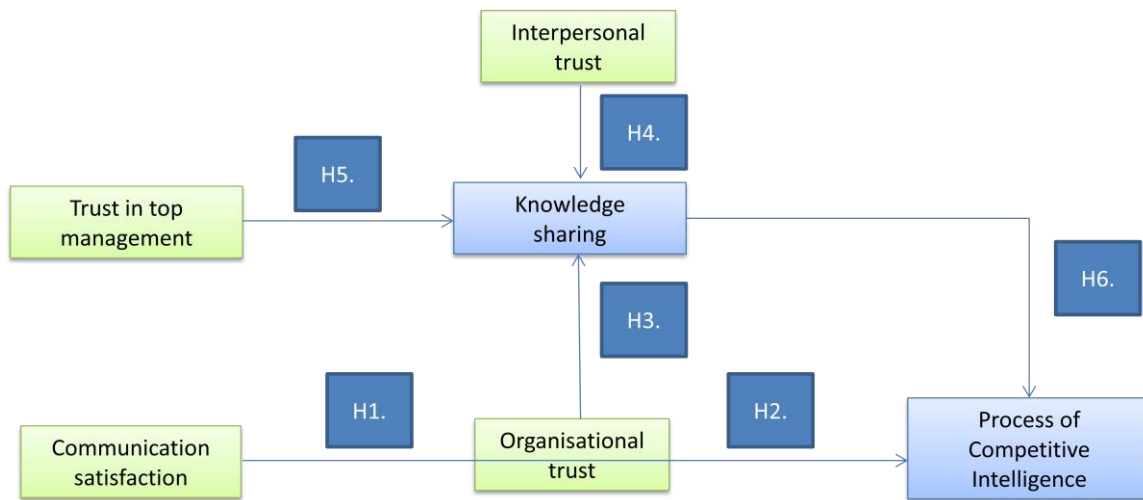 Interpersonal
trust
H4.
H5.
Trust in top
management
Knowledge
sharing
H6.
H3.
H1.
H2.
Communication
satisfaction
Organisational
trust
Process of
Competitive
Intelligence